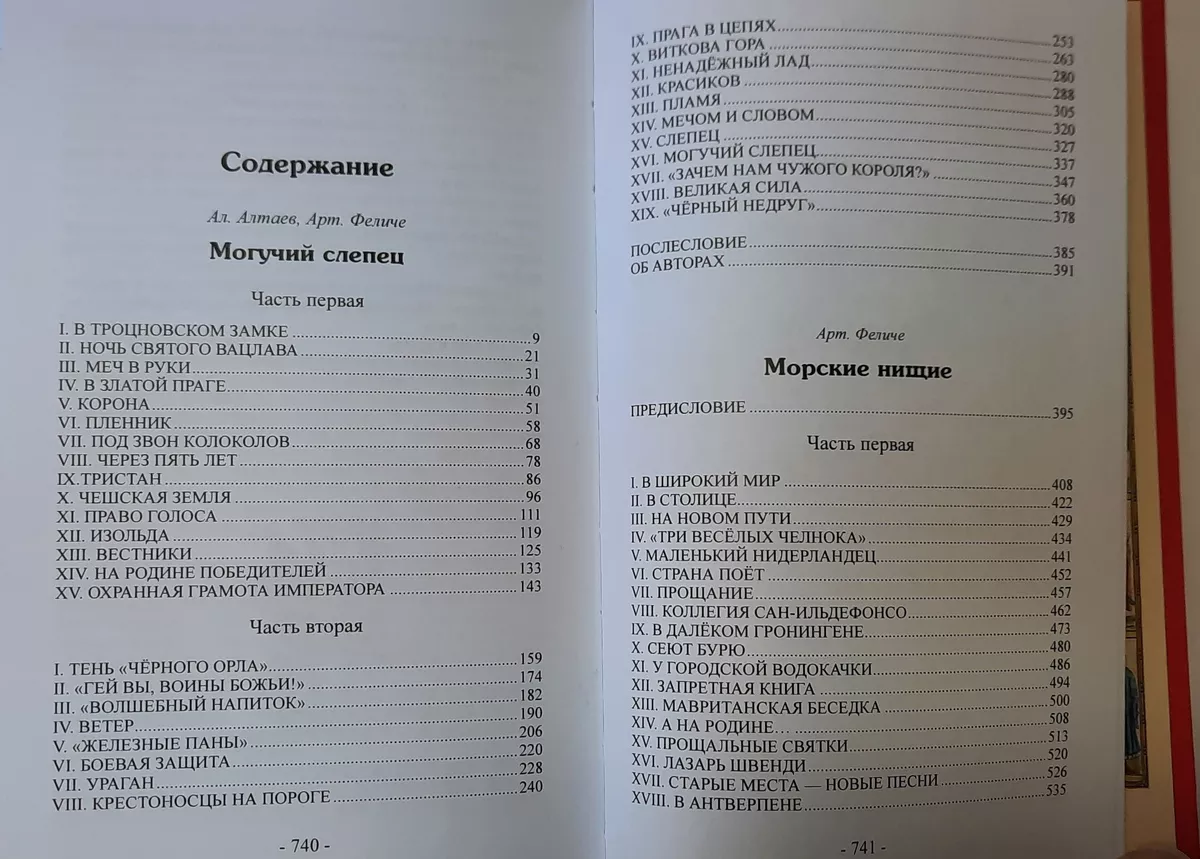 Содержание
Ал. Алтаев, Арт. Феличе
Могучий слепец
Часть первая
I. В ТРОЦНОВСКОМ ЗАМКЕ 9
II. НОЧЬ СВЯТОГО ВАЦЛАВА 21
III. МЕЧ В РУКИ 31
IV. В ЗЛАТОЙ ПРАГЕ 40
V. КОРОНА 51
VI. ПЛЕННИК 58
VII. ПОД ЗВОН КОЛОКОЛОВ 68
VIII. ЧЕРЕЗ ПЯТЬ ЛЕТ 78
IX.ТРИСТАН 86
X. ЧЕШСКАЯ ЗЕМЛЯ 96
XI. ПРАВО ГОЛОСА 111
XII. ИЗОЛЬДА 119
XIII. ВЕСТНИКИ 125
XIV. НА РОДИНЕ ПОБЕДИТЕЛЕЙ 133
XV. ОХРАННАЯ ГРАМОТА ИМПЕРАТОРА 143
Часть вторая
I. ТЕНЬ «ЧЁРНОГО ОРЛА» 159
II. «ГЕЙ ВЫ, ВОИНЫ БОЖЬИ!» 174
III. «ВОЛШЕБНЫЙ НАПИТОК» 182
IV. ВЕТЕР 190
V. «ЖЕЛЕЗНЫЕ ПАНЫ» 206
VI. БОЕВАЯ ЗАЩИТА 220
VII. УРАГАН 228
VIII. КРЕСТОНОСЦЫ НА ПОРОГЕ 240
- 740 -
IX. ПРАГА В ЦЕПЯХ 253
X. ВИТКОВА ГОРА 263
XI. НЕНАДЁЖНЫЙ ЛАД 280
XII. КРАСИКОВ 288
XIII. ПЛАМЯ 305
XIV. МЕЧОМ И СЛОВОМ 320
XV. СЛЕПЕЦ 327
XVI. МОГУЧИЙ СЛЕПЕЦ 337
XVII. «ЗАЧЕМ НАМ ЧУЖОГО КОРОЛЯ?» 347
XVIII. ВЕЛИКАЯ СИЛА 360
XIX. «ЧЁРНЫЙ НЕДРУГ» 378
ПОСЛЕСЛОВИЕ 385
ОБ АВТОРАХ 391
Арт. Феличе
Морские нищие
ПРЕДИСЛОВИЕ 395
Часть первая
I. В ШИРОКИЙ МИР 408
II. В СТОЛИЦЕ 422
III. НА НОВОМ ПУТИ 429
IV. «ТРИ ВЕСЁЛЫХ ЧЕЛНОКА» 434
V. МАЛЕНЬКИЙ НИДЕРЛАНДЕЦ 441
VI. СТРАНА ПОЁТ 452
VII. ПРОЩАНИЕ 457
VIII. КОЛЛЕГИЯ САН-ИЛЬДЕФОНСО 462
IX. В ДАЛЁКОМ ГРОНИНГЕНЕ 473
X. СЕЮТ БУРЮ 480
XI. У ГОРОДСКОЙ ВОДОКАЧКИ 486
XII. ЗАПРЕТНАЯ КНИГА 494
XIII. МАВРИТАНСКАЯ БЕСЕДКА 500
XIV. А НА РОДИНЕ... 508
XV. ПРОЩАЛЬНЫЕ СВЯТКИ 513
XVI. ЛАЗАРЬ ШВЕНДИ 520
XVII. СТАРЫЕ МЕСТА — НОВЫЕ ПЕСНИ 526
XVIII. В АНТВЕРПЕНЕ 535
- 741 -